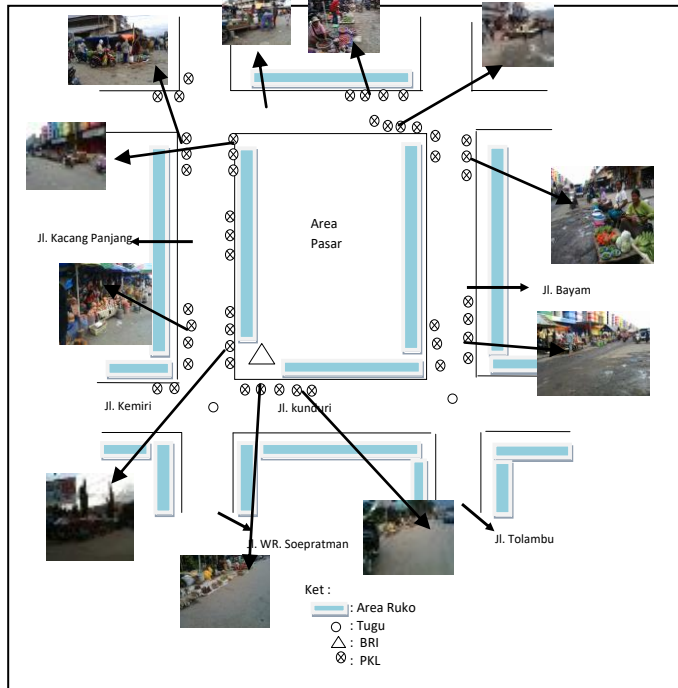 Area
Pasar
Jl. Kacang Panjang
Jl. Bayam
Jl. Kemiri
Jl. kunduri
Jl. WR. Soepratman
Jl. Tolambu
Ket :
: Area Ruko
: Tugu
: BRI
: PKL